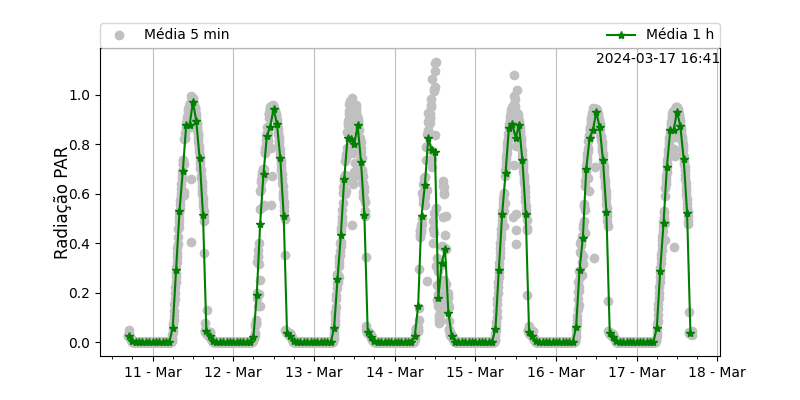 Média 5 min
Média 1 h
2024-03-17 16:41
Radiação PAR
1.0
0.8
0.6
0.4
0.2
0.0
11 - Mar
12 - Mar
13 - Mar
14 - Mar
15 - Mar
16 - Mar
17 - Mar
18 - Mar